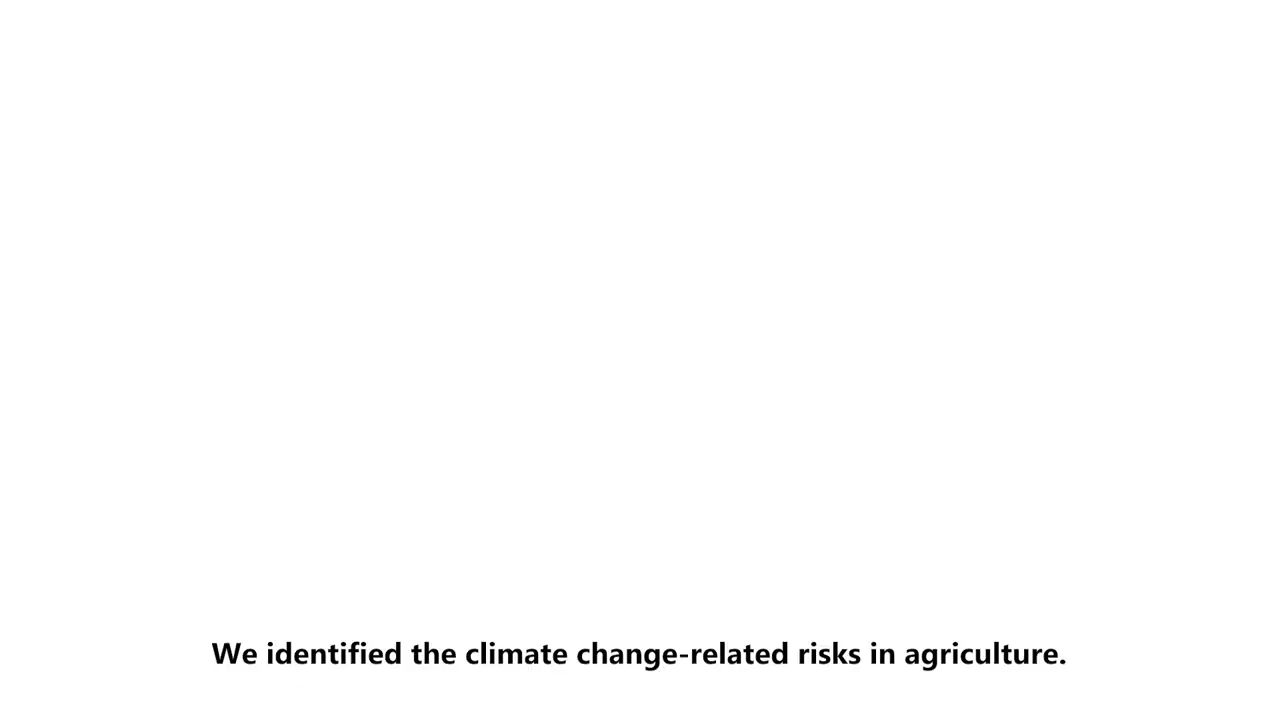 We identified the climate change-related risks in agriculture.